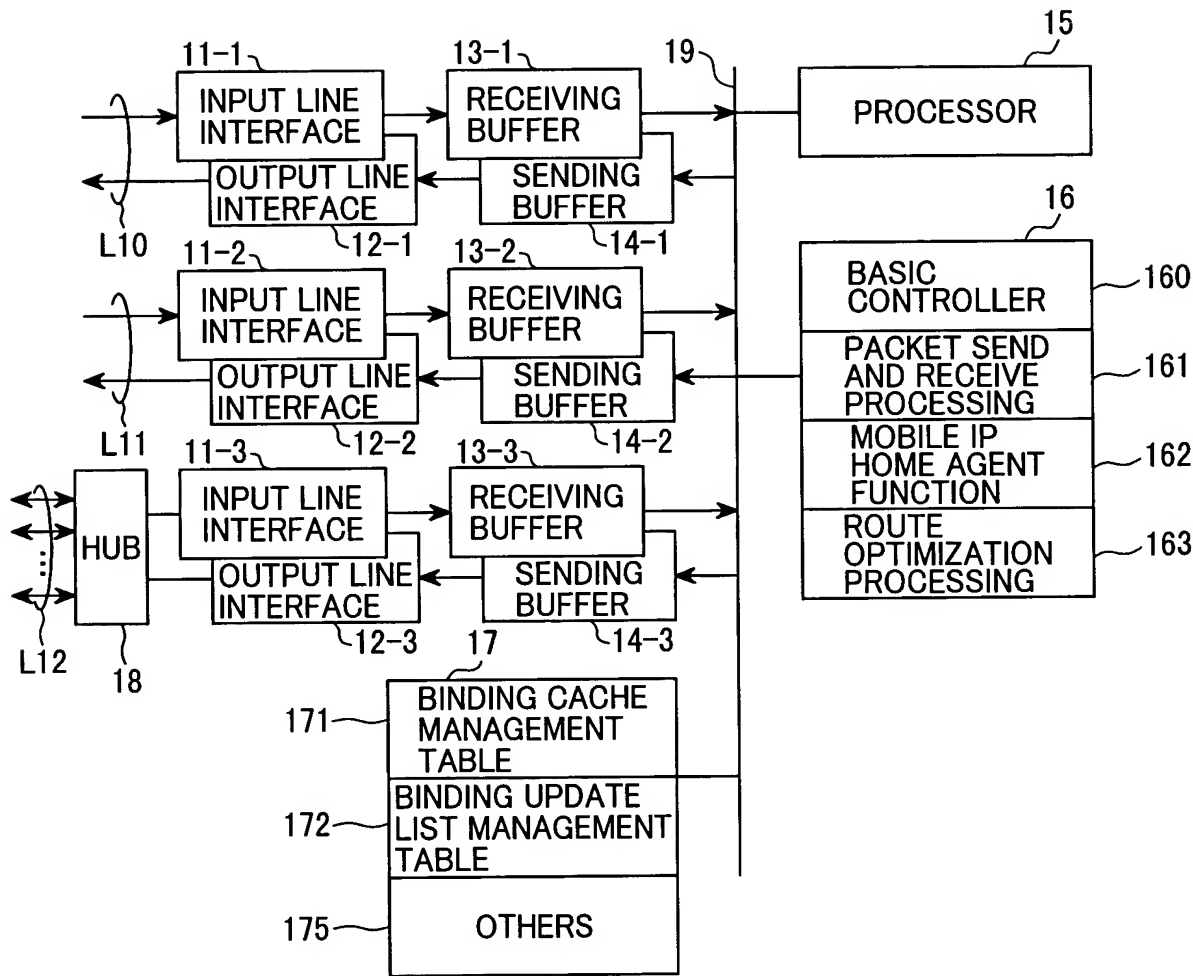 11-1
13-1
19
15
INPUT LINE
INTERFACE
RECEIVING
BUFFER
PROCESSOR
OUTPUT LINE
INTERFACE
SENDING
BUFFER
L10
12-1
14-1
16
11-2
13-2
INPUT LINE
INTERFACE
RECEIVING
BUFFER
BASIC
CONTROLLER
160
OUTPUT LINE
INTERFACE
SENDING
BUFFER
PACKET SEND
AND RECEIVE
PROCESSING
161
L11
12-2
14-2
11-3
13-3
MOBILE IP
HOME AGENT
FUNCTION
162
HUB
INPUT LINE
INTERFACE
RECEIVING
BUFFER
ROUTE
OPTIMIZATION
PROCESSING
163
OUTPUT LINE
INTERFACE
SENDING
BUFFER
L12
18
12-3
14-3
17
171
BINDING CACHE
MANAGEMENT
TABLE
172
BINDING UPDATE
LIST MANAGEMENT
TABLE
175
OTHERS